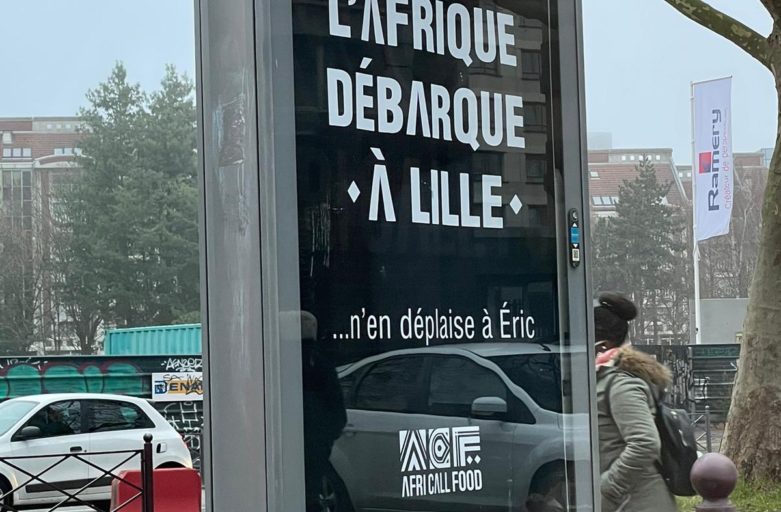 L'AFRIQUE
DÉBARQUE
À LILLE
...n'en déplaise à Éric
ACF
AFRI CALL FOOD
Ramery